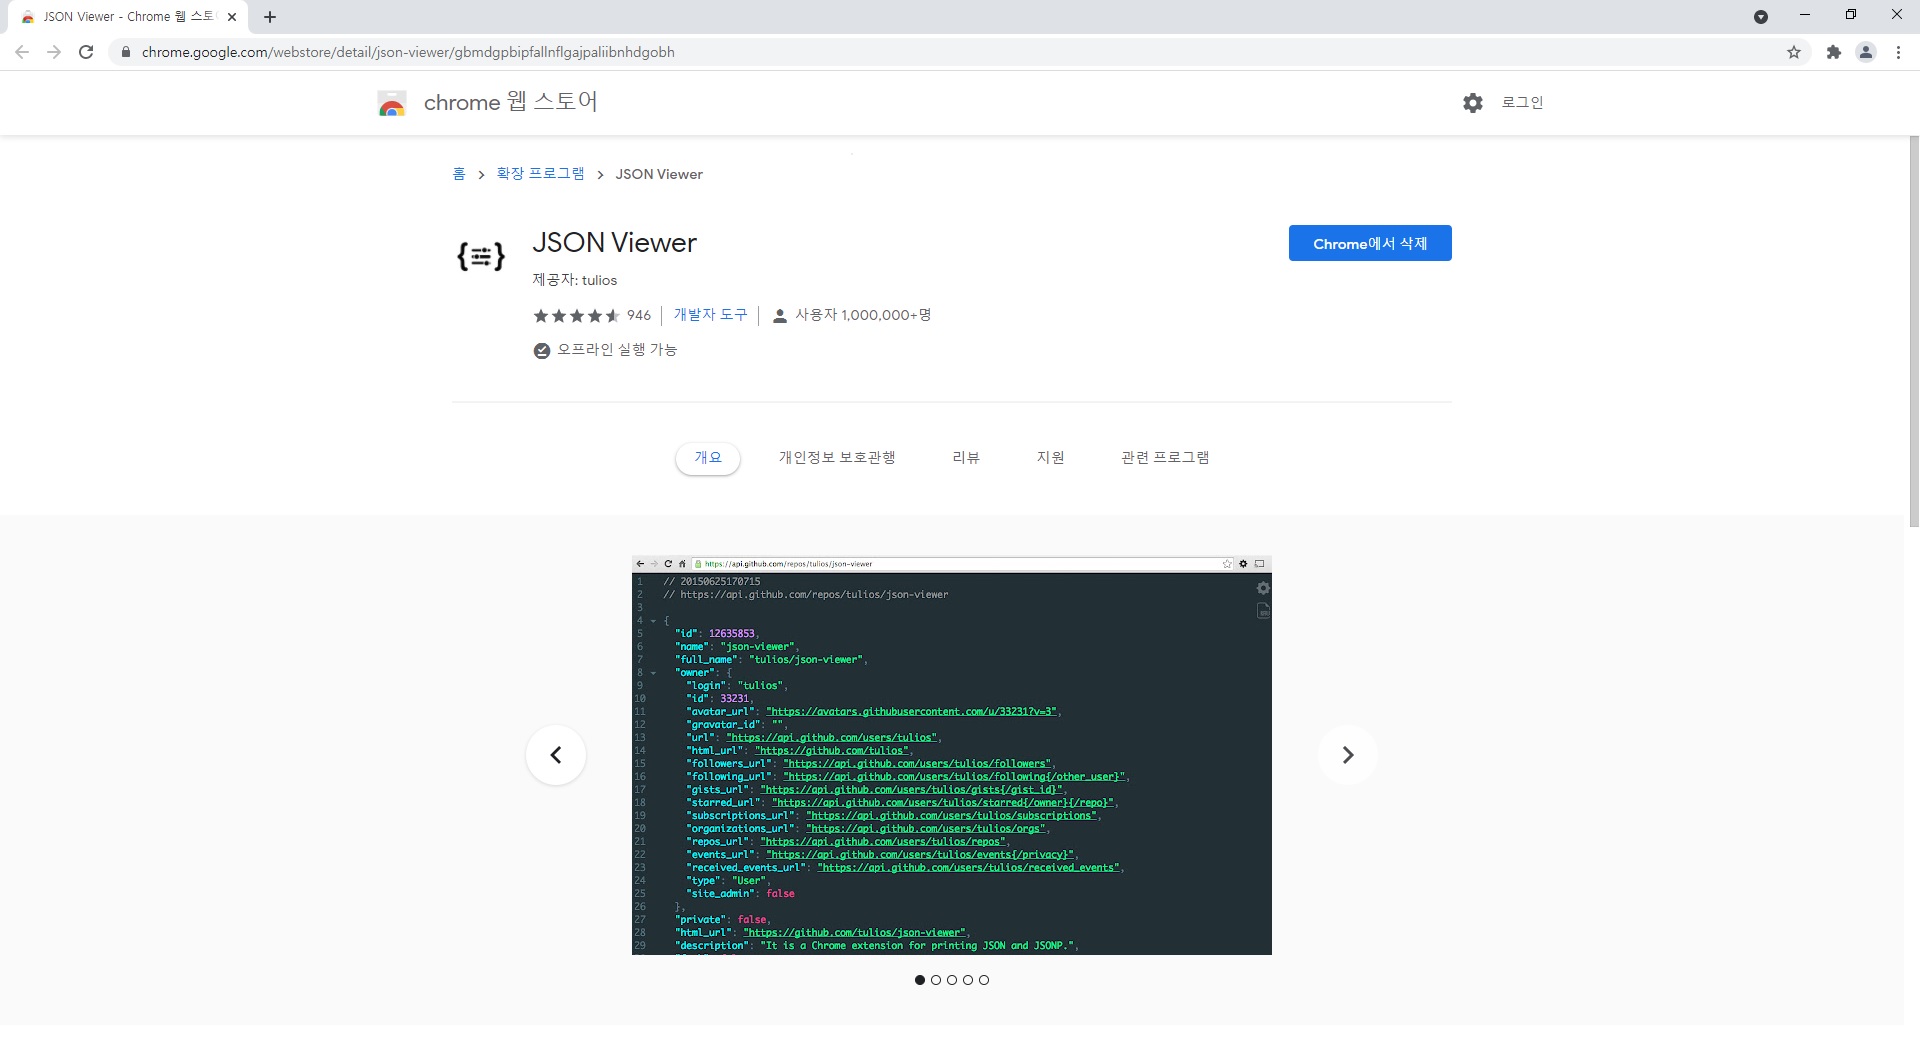 JSON Viewer - Chrome 웹 스토
chrome.google.com/webstore/detail/json-viewer/gbmdgpbipfallnflgajpaliibnhdgobh
chrome 웹 스토어
로그인
홈 > 확장 프로그램 > JSON Viewer
JSON Viewer
Chrome에서 삭제
제공자: tulios
946 | 개발자 도구 | 사용자 1,000,000+명
오프라인 실행 가능
개요 개인정보 보호관행 리뷰 지원 관련 프로그램
https://api.github.com/repos/tulios/json-viewer
1 // 20150625170715
2 // https://api.github.com/repos/tulios/json-viewer
3
4 {
5 "id": 12635853,
6 "name": "json-viewer",
7 "full_name": "tulios/json-viewer",
8 "owner": {
9 "login": "tulios",
10 "id": 33231,
11 "avatar_url": "https://avatars.githubusercontent.com/u/33231?v=3",
12 "gravatar_id": "",
13 "url": "https://api.github.com/users/tulios",
14 "html_url": "https://github.com/tulios",
15 "followers_url": "https://api.github.com/users/tulios/followers",
16 "following_url": "https://api.github.com/users/tulios/following{/other_user}",
17 "gists_url": "https://api.github.com/users/tulios/gists{/gist_id}",
18 "starred_url": "https://api.github.com/users/tulios/starred{/owner}{/repo}",
19 "subscriptions_url": "https://api.github.com/users/tulios/subscriptions",
20 "organizations_url": "https://api.github.com/users/tulios/orgs",
21 "repos_url": "https://api.github.com/users/tulios/repos",
22 "events_url": "https://api.github.com/users/tulios/events{/privacy}",
23 "received_events_url": "https://api.github.com/users/tulios/received_events",
24 "type": "User",
25 "site_admin": false
26 },
27 "private": false,
28 "html_url": "https://github.com/tulios/json-viewer",
29 "description": "It is a Chrome extension for printing JSON and JSONP.",